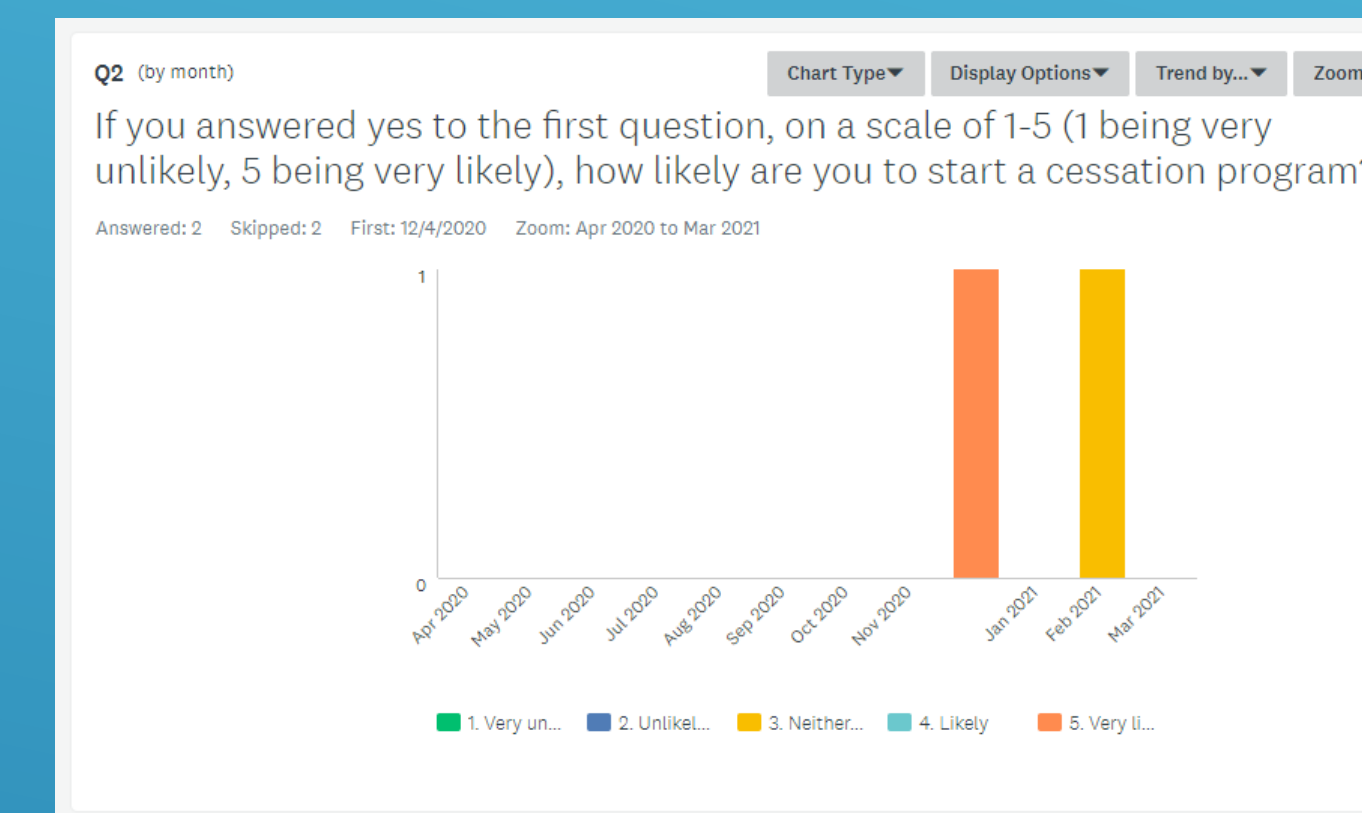 Q2 (by month)
Chart Type▼ Display Options▼ Trend by...▼ Zoom
If you answered yes to the first question, on a scale of 1-5 (1 being very
unlikely, 5 being very likely), how likely are you to start a cessation program?
Answered: 2 Skipped: 2 First: 12/4/2020 Zoom: Apr 2020 to Mar 2021
1
0
Apr 2020 May 2020 Jun 2020 Jul 2020 Aug 2020 Sep 2020 Oct 2020 Nov 2020 Jan 2021 Feb 2021 Mar 2021
1. Very un... 2. Unlikel... 3. Neither... 4. Likely 5. Very li...